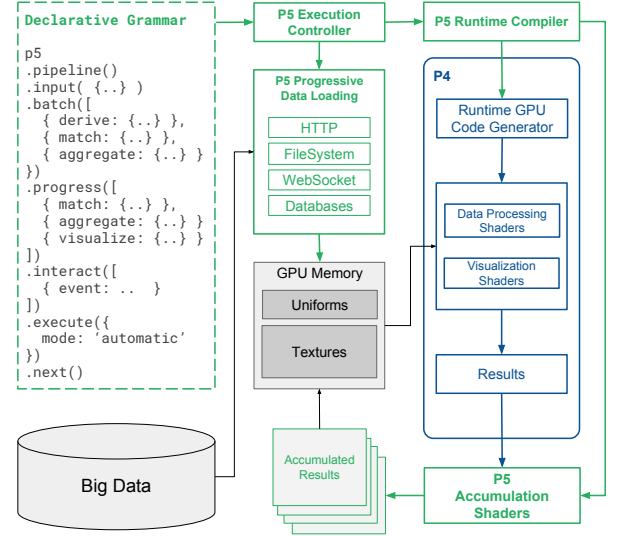 Declarative Grammar
p5
.pipeline()
.input( {..} )
.batch([
{ derive: {..} },
{ match: {..} },
{ aggregate: {..} }
})
.progress([
{ match: {..} },
{ aggregate: {..} }
{ visualize: {..} }
])
.interact([
{ event: ..  }
])
.execute({
mode: ‘automatic’
})
.next()
Big Data
P5 Execution
Controller
P5 Progressive
Data Loading
HTTP
FileSystem
WebSocket
Databases
GPU Memory
Uniforms
Textures
Accumulated
Results
P5 Runtime Compiler
P4
Runtime GPU
Code Generator
Data Processing
Shaders
Visualization
Shaders
Results
P5
Accumulation
Shaders